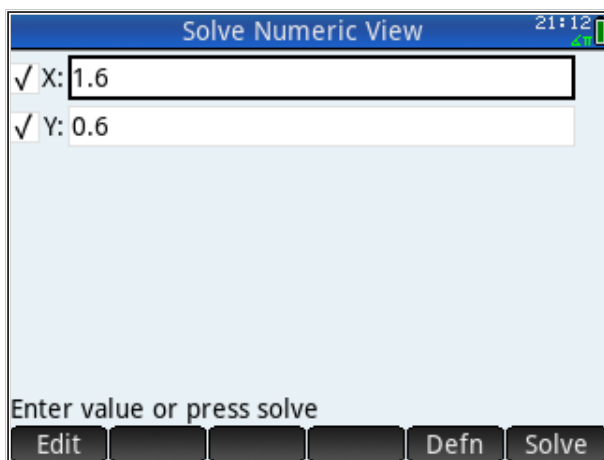 Solve Numeric View 21:12
∠π
√ X: 1.6
√ Y: 0.6
Enter value or press solve
Edit Defn Solve